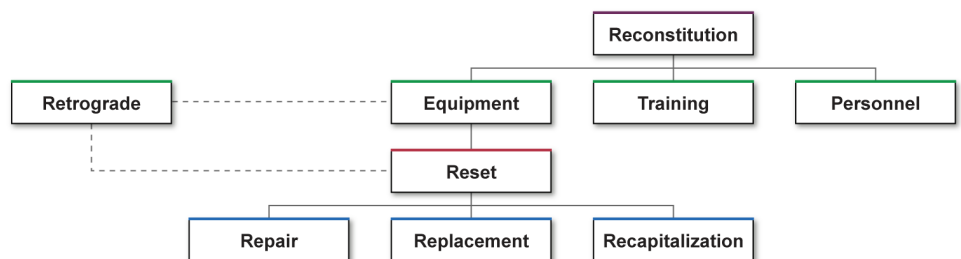 Reconstitution
Retrograde
Equipment
Training
Personnel
Reset
Repair
Replacement
Recapitalization